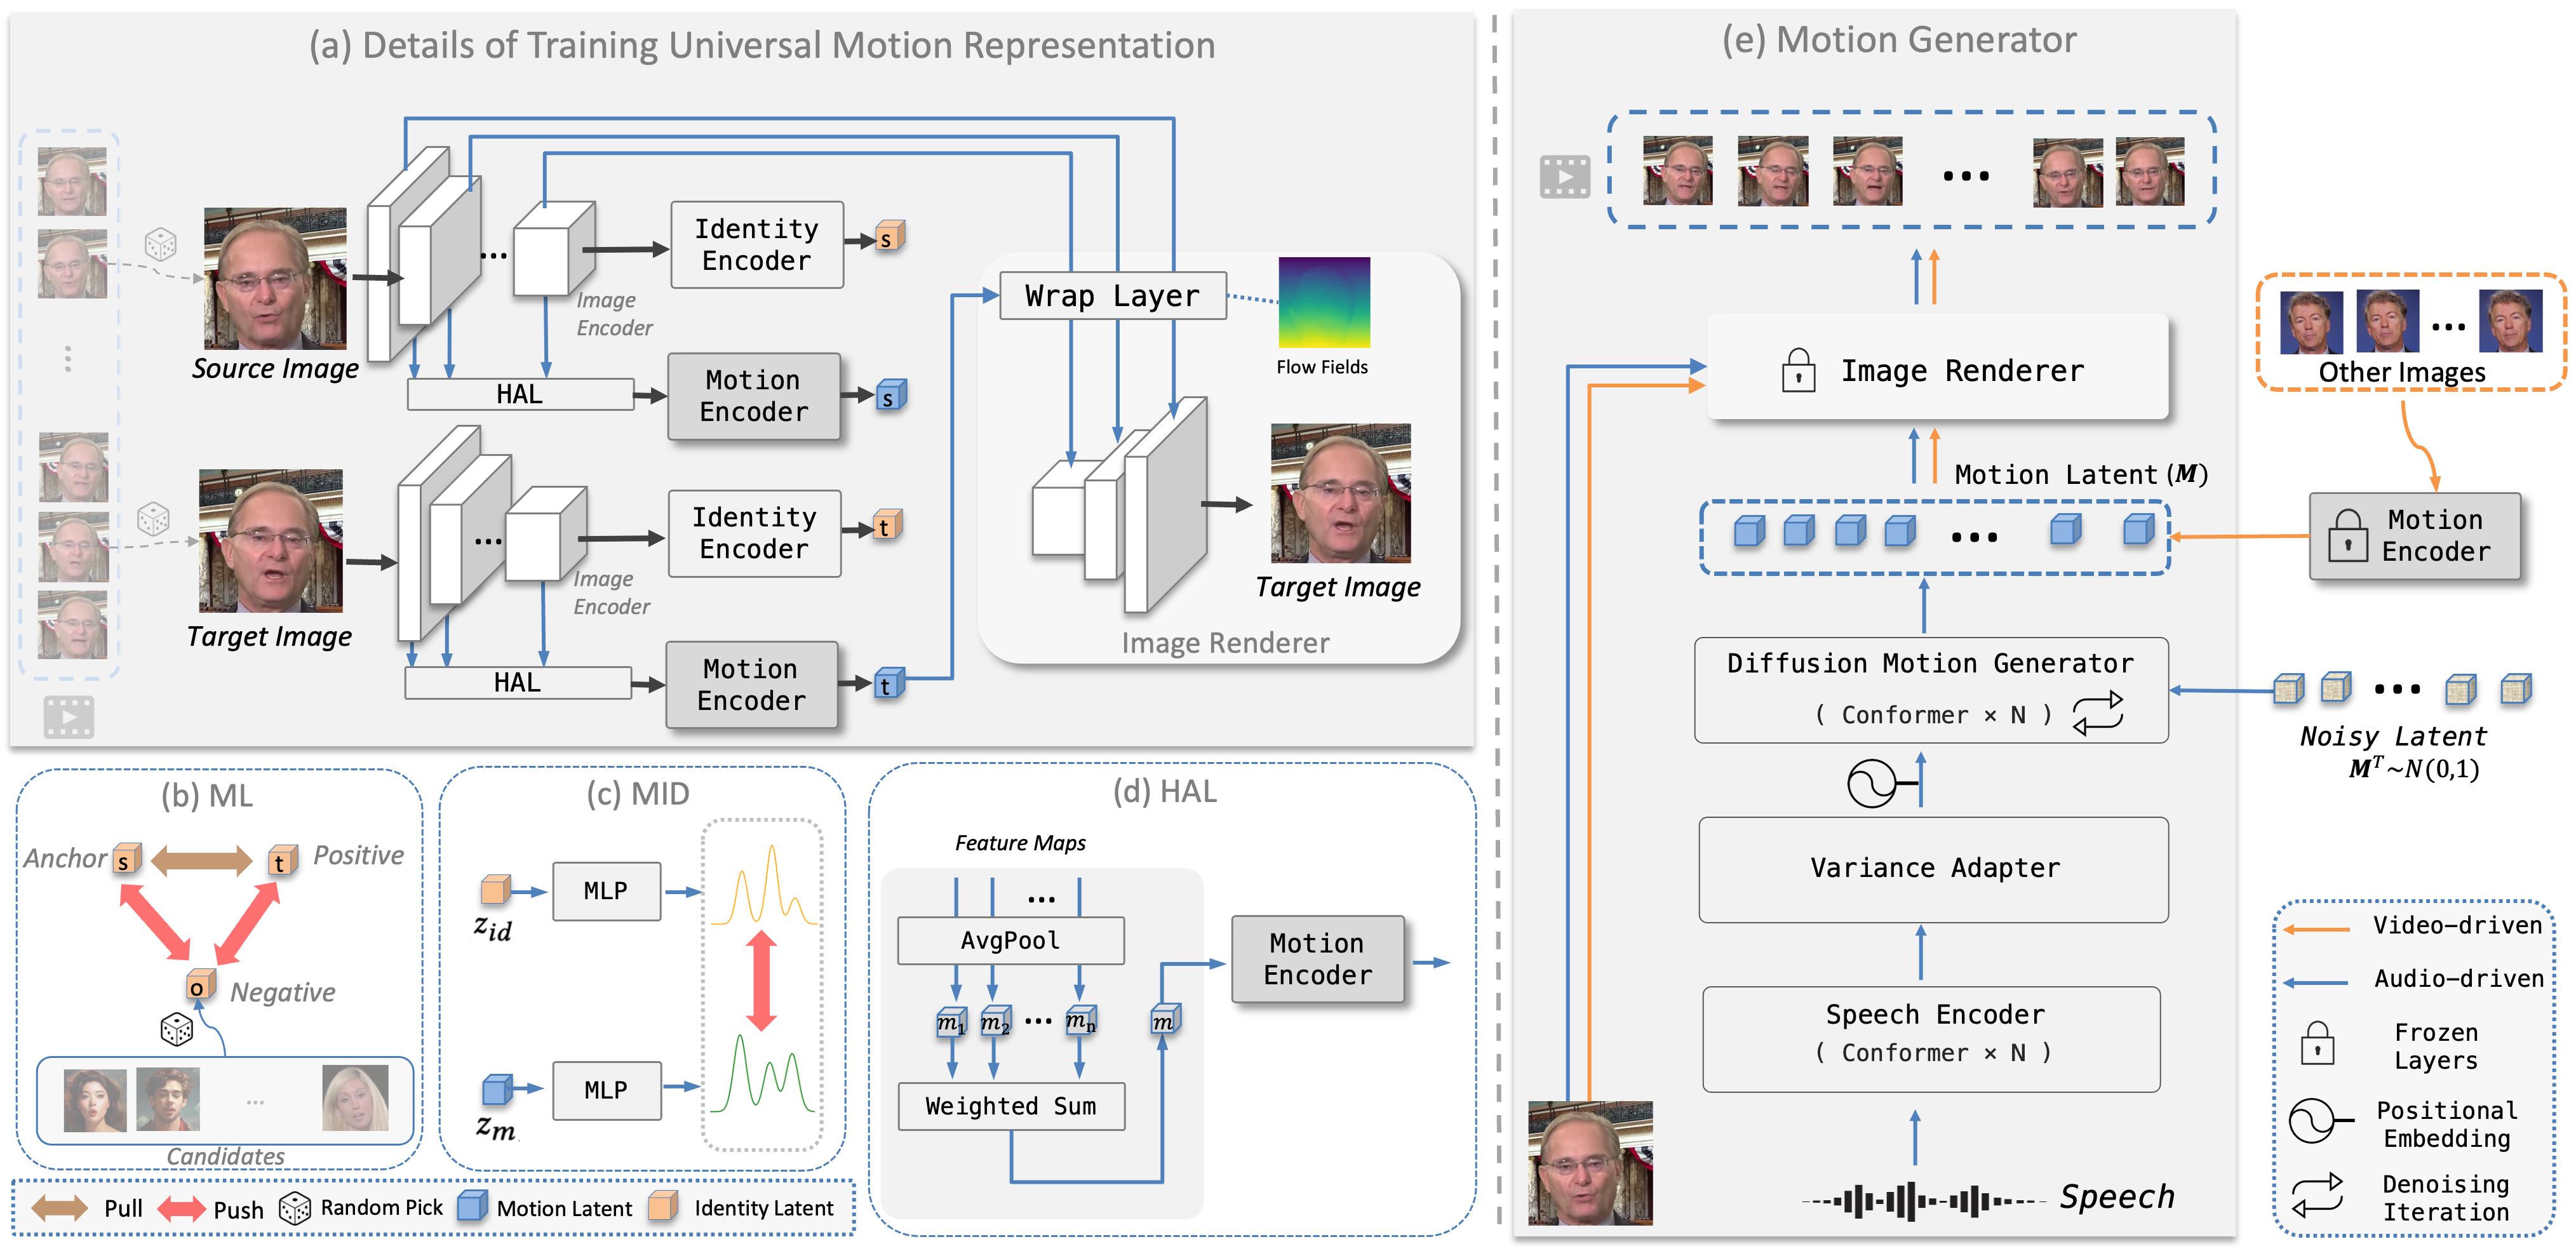 (a) Details of Training Universal Motion Representation
Source Image
...
Image
Encoder
Identity
Encoder
s
HAL
Motion
Encoder
s
Target Image
...
Image
Encoder
Identity
Encoder
t
HAL
Motion
Encoder
t
Wrap Layer
Flow Fields
Target Image
Image Renderer
(b) ML
Anchor
s
t
Positive
o
Negative
...
Candidates
(c) MID
z_id
MLP
z_m
MLP
(d) HAL
Feature Maps
...
AvgPool
m_1
m_2
...
m_n
m
Weighted Sum
Motion
Encoder
Pull
Push
Random Pick
Motion Latent
Identity Latent
(e) Motion Generator
...
Image Renderer
Motion Latent (M)
...
Diffusion Motion Generator
( Conformer × N )
Variance Adapter
Speech Encoder
( Conformer × N )
Speech
...
Other Images
Motion
Encoder
...
Noisy Latent
M^T~N(0,1)
Video-driven
Audio-driven
Frozen
Layers
Positional
Embedding
Denoising
Iteration